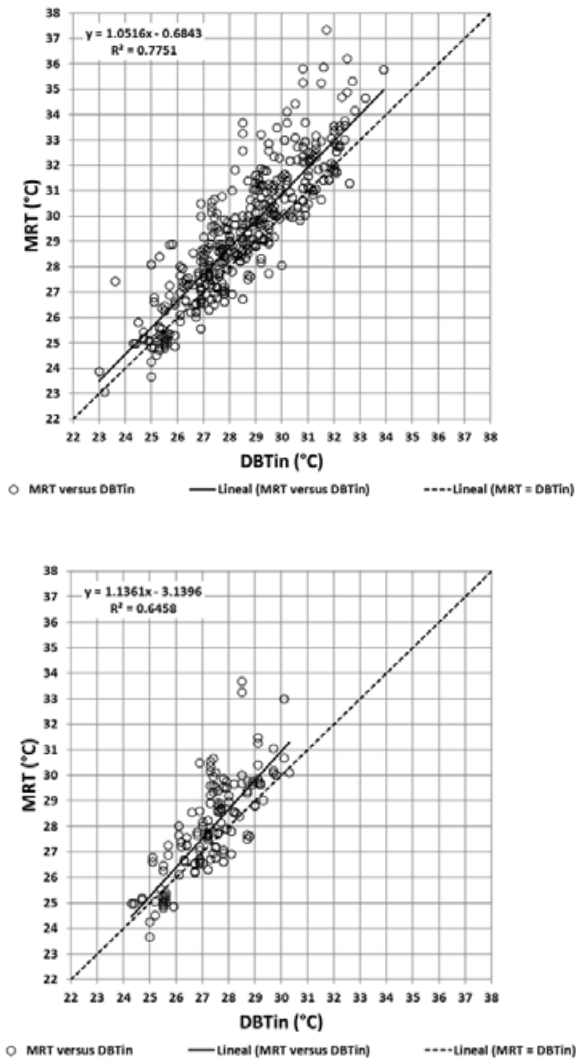 38
37
36
35
34
33
32
31
30
29
28
27
26
25
24
23
22
y = 1.0516x - 0.6843
R² = 0.7751
MRT (°C)
22 23 24 25 26 27 28 29 30 31 32 33 34 35 36 37 38
DBTin (°C)
MRT versus DBTin Lineal (MRT versus DBTin) Lineal (MRT = DBTin)
38
37
36
35
34
33
32
31
30
29
28
27
26
25
24
23
22
y = 1.1361x - 3.1396
R² = 0.6458
MRT (°C)
22 23 24 25 26 27 28 29 30 31 32 33 34 35 36 37 38
DBTin (°C)
MRT versus DBTin Lineal (MRT versus DBTin) Lineal (MRT = DBTin)